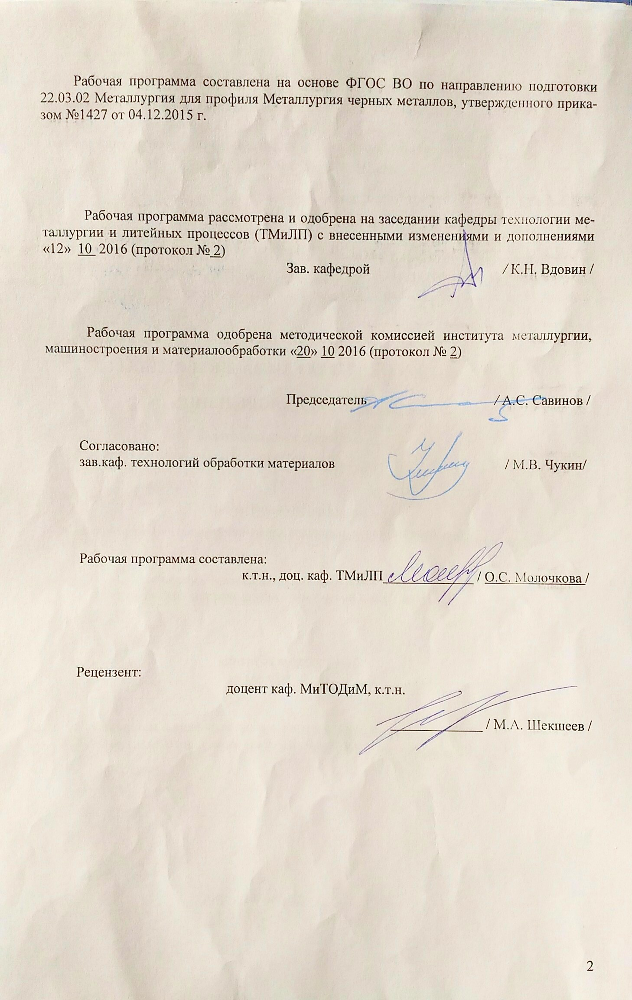 Рабочая программа составлена на основе ФГОС ВО по направлению подготовки
22.03.02 Металлургия для профиля Металлургия черных металлов, утвержденного прика-
зом №1427 от 04.12.2015 г.
Рабочая программа рассмотрена и одобрена на заседании кафедры технологии ме-
таллургии и литейных процессов (ТМиЛП) с внесенными изменениями и дополнениями
«12» 10 2016 (протокол № 2)
Зав. кафедрой / К.Н. Вдовин /
Рабочая программа одобрена методической комиссией института металлургии,
машиностроения и материалообработки «20» 10 2016 (протокол № 2)
Председатель / А.С. Савинов /
Согласовано:
зав.каф. технологий обработки материалов / М.В. Чукин/
Рабочая программа составлена:
к.т.н., доц. каф. ТМиЛП / О.С. Молочкова /
Рецензент:
доцент каф. МиТОДиМ, к.т.н.
/ М.А. Шекшеев /
2